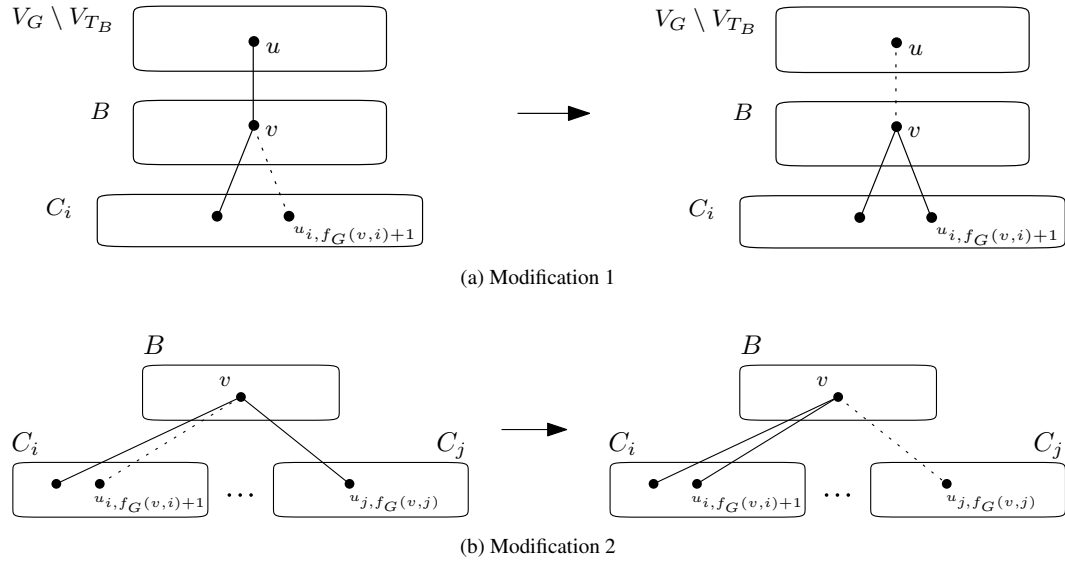 V_G \ V_{T_B} V_G \ V_{T_B}
u u
B B
v v
C_i C_i
u_{i,f_G(v,i)+1} u_{i,f_G(v,i)+1}
(a) Modification 1
B B
v v
C_i C_j C_i C_j
u_{i,f_G(v,i)+1} ... u_{j,f_G(v,j)} u_{i,f_G(v,i)+1} ... u_{j,f_G(v,j)}
(b) Modification 2